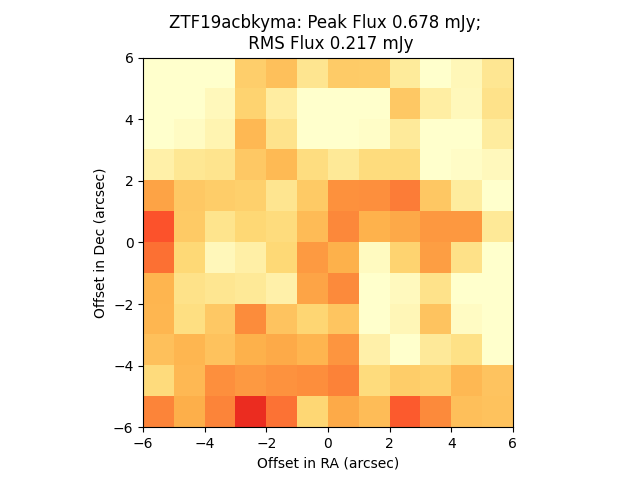 ZTF19acbkyma: Peak Flux 0.678 mJy;
RMS Flux 0.217 mJy
6
4
2
0
−2
−4
−6
Offset in Dec (arcsec)
−6 −4 −2 0 2 4 6
Offset in RA (arcsec)